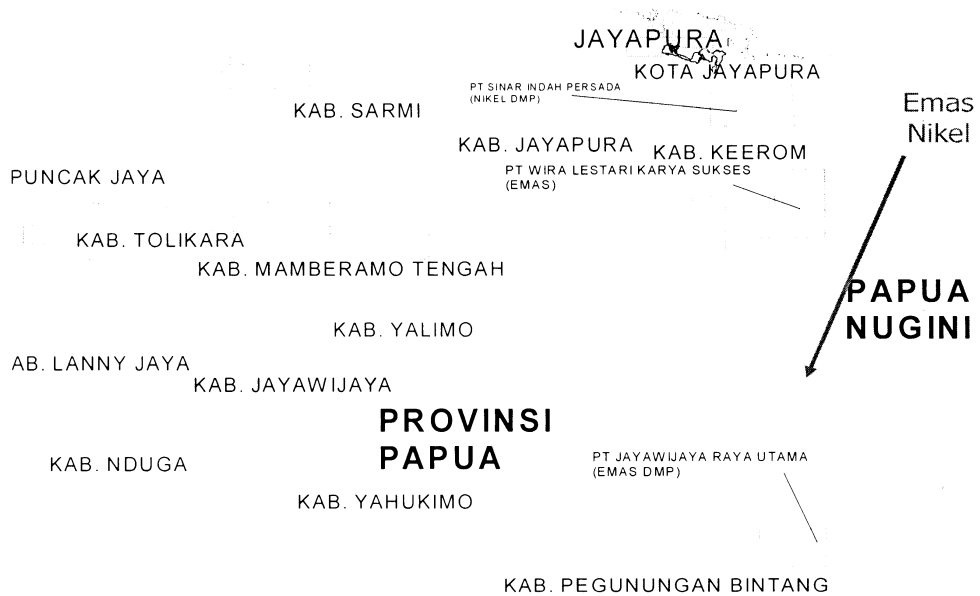 JAYAPURA
KOTA JAYAPURA
PT SINAR INDAH PERSADA
(NIKEL DMP)
KAB. SARMI
Emas
Nikel
KAB. JAYAPURA
KAB. KEEROM
PT WIRA LESTARI KARYA SUKSES
(EMAS)
PUNCAK JAYA
KAB. TOLIKARA
KAB. MAMBERAMO TENGAH
PAPUA
NUGINI
KAB. YALIMO
AB. LANNY JAYA
KAB. JAYAWIJAYA
PROVINSI
PAPUA
KAB. NDUGA
PT JAYAWIJAYA RAYA UTAMA
(EMAS DMP)
KAB. YAHUKIMO
KAB. PEGUNUNGAN BINTANG